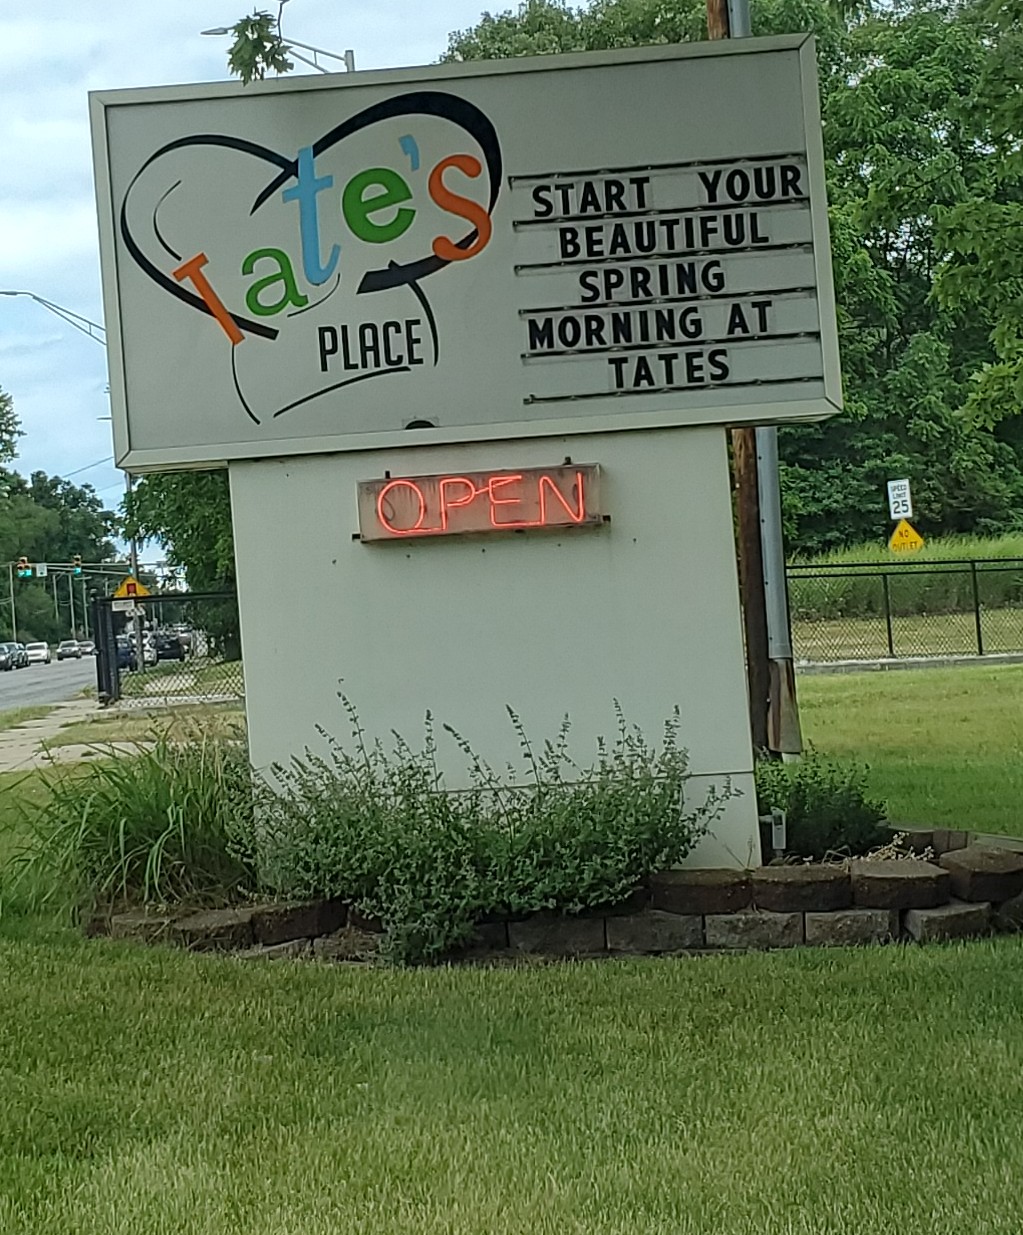 Tate's
PLACE
START YOUR
BEAUTIFUL
SPRING
MORNING AT
TATES
OPEN
SPEED
LIMIT
25
NO
OUTLET